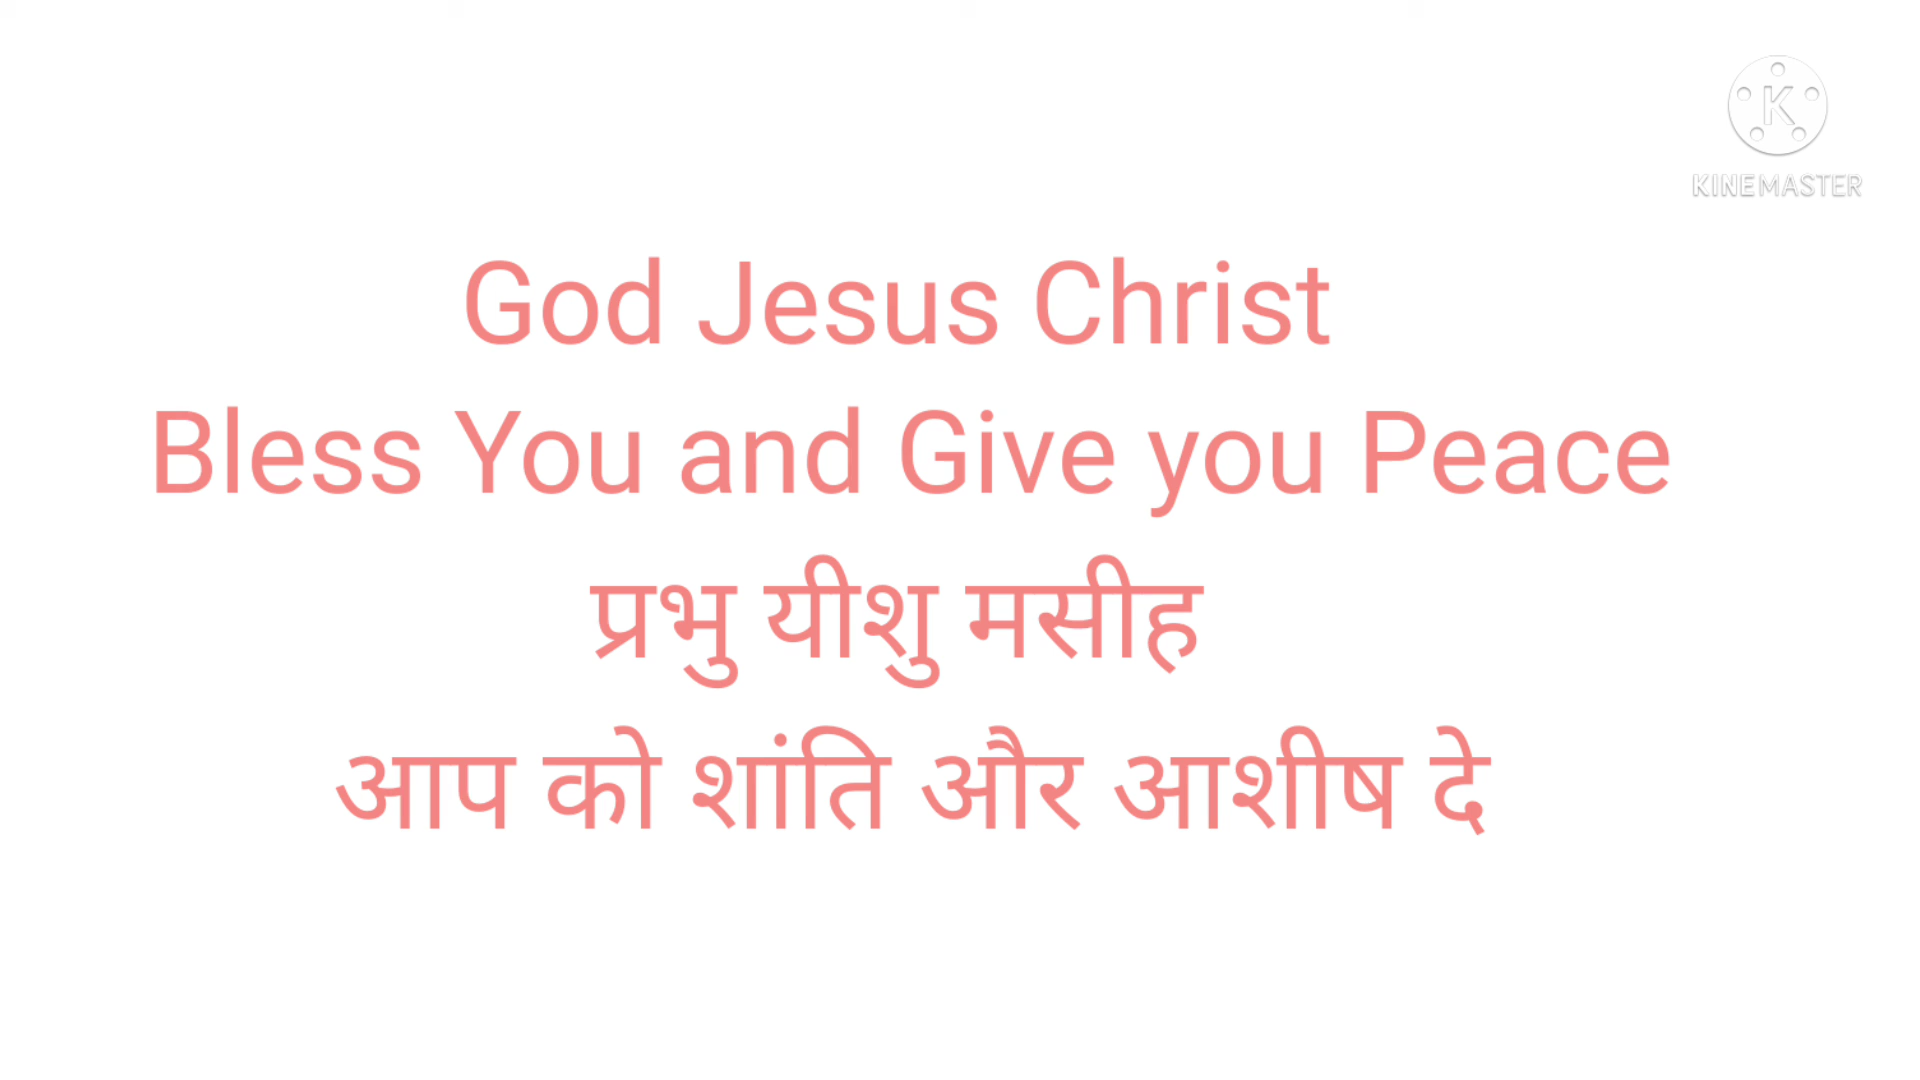 K
KINEMASTER
God Jesus Christ
Bless You and Give you Peace
प्रभु यीशु मसीह
आप को शांति और आशीष दे